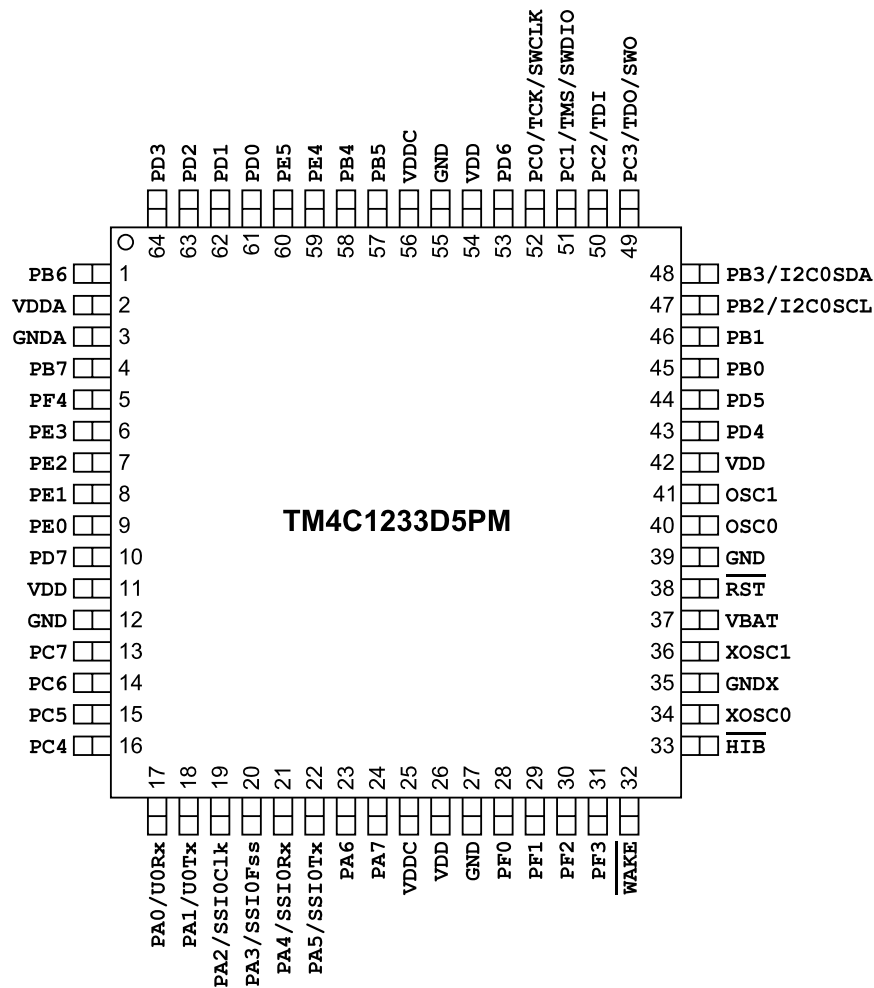 PD3 PD2 PD1 PD0 PE5 PE4 PB4 PB5 VDDC GND VDD PD6 PC0/TCK/SWCLK PC1/TMS/SWDIO PC2/TDI PC3/TDO/SWO
64 63 62 61 60 59 58 57 56 55 54 53 52 51 50 49
PB6 1 48 PB3/I2C0SDA
VDDA 2 47 PB2/I2C0SCL
GNDA 3 46 PB1
PB7 4 45 PB0
PF4 5 44 PD5
PE3 6 43 PD4
PE2 7 42 VDD
PE1 8 41 OSC1
TM4C1233D5PM
PE0 9 40 OSC0
PD7 10 39 GND
VDD 11 38 RST
GND 12 37 VBAT
PC7 13 36 XOSC1
PC6 14 35 GNDX
PC5 15 34 XOSC0
PC4 16 33 HIB
17 18 19 20 21 22 23 24 25 26 27 28 29 30 31 32
PA0/U0Rx PA1/U0Tx PA2/SSI0Clk PA3/SSI0Fss PA4/SSI0Rx PA5/SSI0Tx PA6 PA7 VDDC VDD GND PF0 PF1 PF2 PF3 WAKE